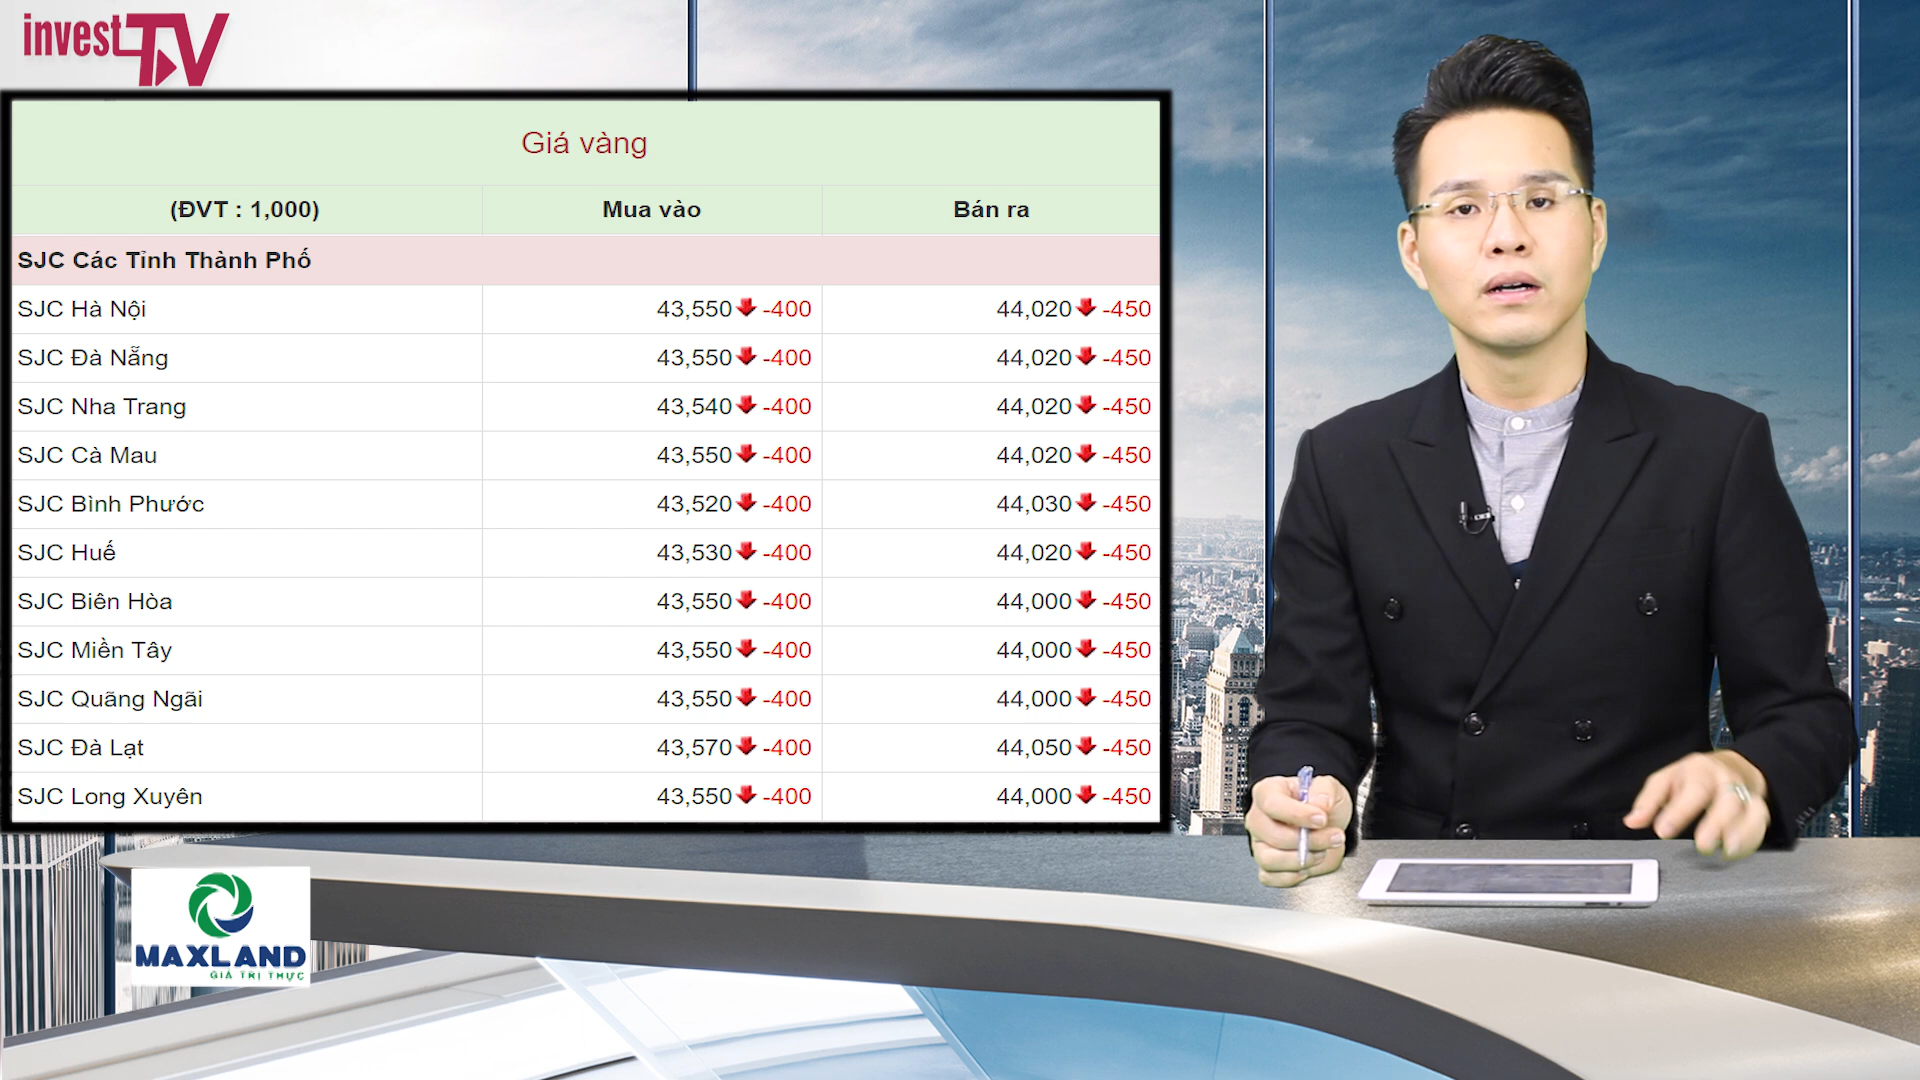 invest TV
Giá vàng
(ĐVT : 1,000) Mua vào Bán ra
SJC Các Tỉnh Thành Phố
SJC Hà Nội 43,550 -400 44,020 -450
SJC Đà Nẵng 43,550 -400 44,020 -450
SJC Nha Trang 43,540 -400 44,020 -450
SJC Cà Mau 43,550 -400 44,020 -450
SJC Bình Phước 43,520 -400 44,030 -450
SJC Huế 43,530 -400 44,020 -450
SJC Biên Hòa 43,550 -400 44,000 -450
SJC Miền Tây 43,550 -400 44,000 -450
SJC Quãng Ngãi 43,550 -400 44,000 -450
SJC Đà Lạt 43,570 -400 44,050 -450
SJC Long Xuyên 43,550 -400 44,000 -450
MAXLAND
GIÁ TRỊ THỰC